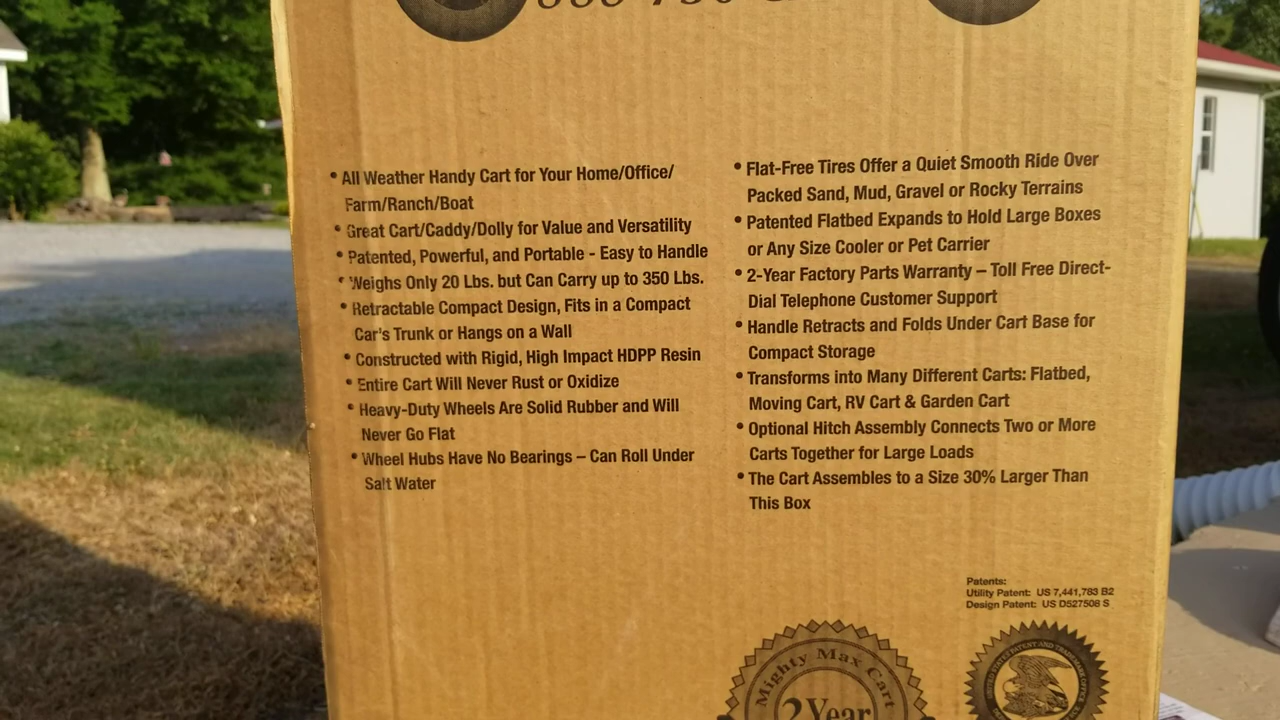 • All Weather Handy Cart for Your Home/Office/
Farm/Ranch/Boat
• Great Cart/Caddy/Dolly for Value and Versatility
• Patented, Powerful, and Portable - Easy to Handle
• Weighs Only 20 Lbs. but Can Carry up to 350 Lbs.
• Retractable Compact Design, Fits in a Compact
Car's Trunk or Hangs on a Wall
• Constructed with Rigid, High Impact HDPP Resin
• Entire Cart Will Never Rust or Oxidize
• Heavy-Duty Wheels Are Solid Rubber and Will
Never Go Flat
• Wheel Hubs Have No Bearings – Can Roll Under
Salt Water
• Flat-Free Tires Offer a Quiet Smooth Ride Over
Packed Sand, Mud, Gravel or Rocky Terrains
• Patented Flatbed Expands to Hold Large Boxes
or Any Size Cooler or Pet Carrier
• 2-Year Factory Parts Warranty – Toll Free Direct-
Dial Telephone Customer Support
• Handle Retracts and Folds Under Cart Base for
Compact Storage
• Transforms into Many Different Carts: Flatbed,
Moving Cart, RV Cart & Garden Cart
• Optional Hitch Assembly Connects Two or More
Carts Together for Large Loads
• The Cart Assembles to a Size 30% Larger Than
This Box
Patents:
Utility Patent: US 7,441,783 B2
Design Patent: US D527508 S
Mighty Max Cart
2 Year
UNITED STATES PATENT AND TRADEMARK OFFICE